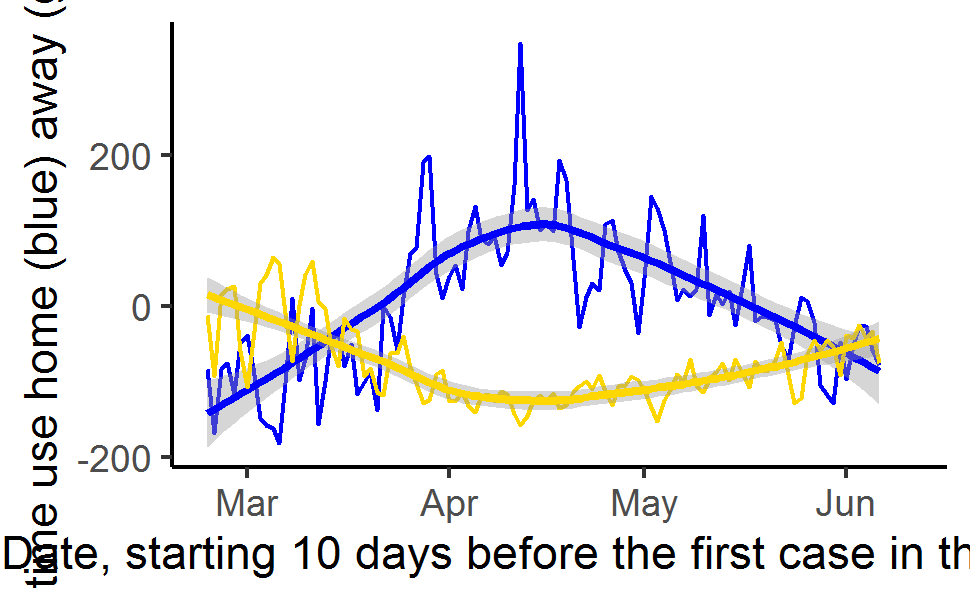 time use home (blue) away (
200
0
-200
Mar Apr May Jun
Date, starting 10 days before the first case in th